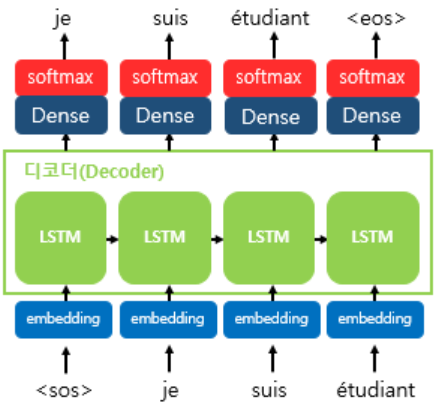 je suis étudiant <eos>
softmax softmax softmax softmax
Dense Dense Dense Dense
디코더(Decoder)
LSTM LSTM LSTM LSTM
embedding embedding embedding embedding
<sos> je suis étudiant